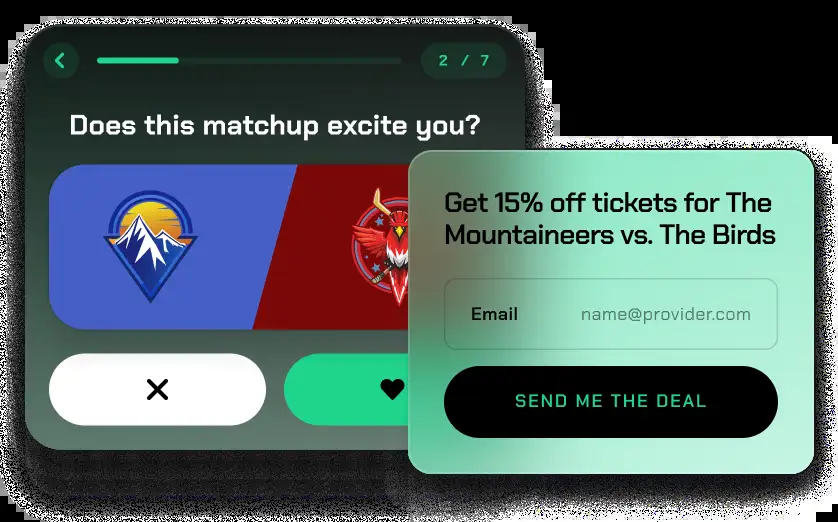 2 / 7
Does this matchup excite you?
Get 15% off tickets for The
Mountaineers vs. The Birds
Email
name@provider.com
SEND ME THE DEAL